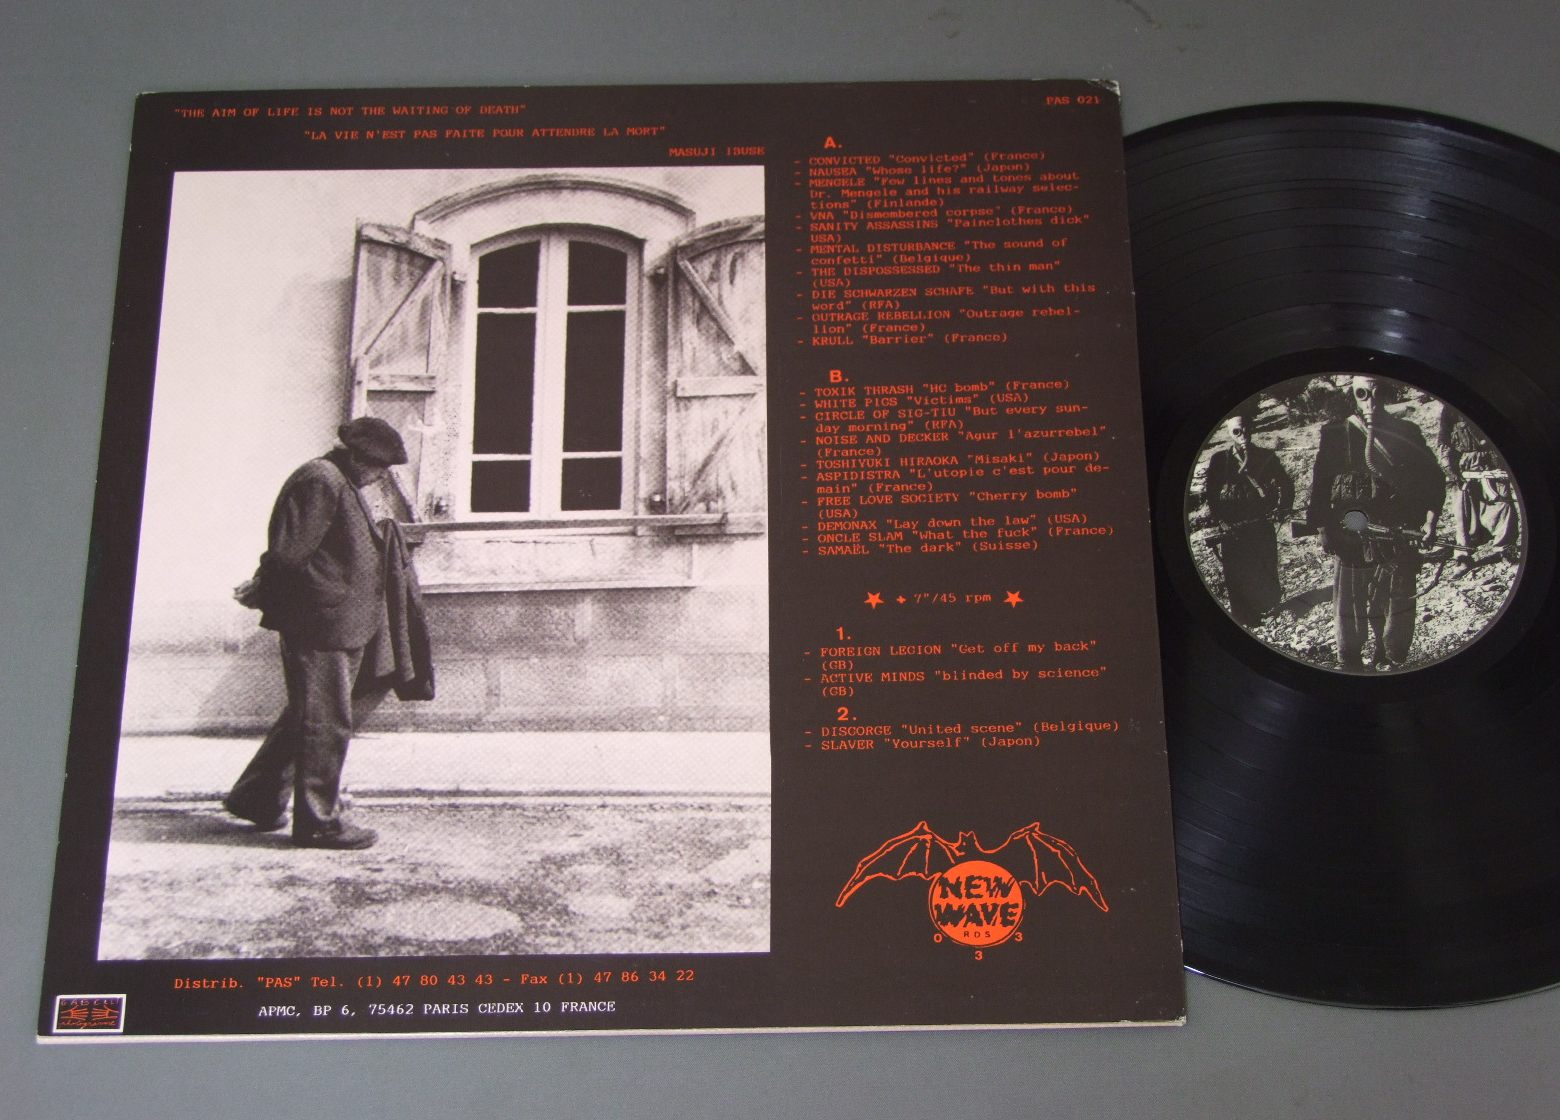 "THE AIM OF LIFE IS NOT THE WAITING OF DEATH"
"LA VIE N'EST PAS FAITE POUR ATTENDRE LA MORT"
MASUJI IBUSE
PAS 021
A.
- CONVICTED "Convicted" (France)
- NAUSEA "Whose life?" (Japon)
- MENGELE "Few lines and tones about
Dr. Mengele and his railway selec-
tions" (Finlande)
- VNA "Dismembered corpse" (France)
- SANITY ASSASSINS "Painclothes dick"
USA)
- MENTAL DISTURBANCE "The sound of
confetti" (Belgique)
- THE DISPOSSESSED "The thin man"
(USA)
- DIE SCHWARZEN SCHAFE "But with this
word" (RFA)
- OUTRAGE REBELLION "Outrage rebel-
lion" (France)
- KRULL "Barrier" (France)
B.
- TOXIK THRASH "HC bomb" (France)
- WHITE PIGS "Victims" (USA)
- CIRCLE OF SIG-TIU "But every sun-
day morning" (RFA)
- NOISE AND DECKER "Agur l'azurrebel"
(France)
- TOSHIYUKI HIRAOKA "Misaki" (Japon)
- ASPIDISTRA "L'utopie c'est pour de-
main" (France)
- FREE LOVE SOCIETY "Cherry bomb"
(USA)
- DEMONAX "Lay down the law" (USA)
- ONCLE SLAM "What the fuck" (France)
- SAMAËL "The dark" (Suisse)
+ 7"/45 rpm
1.
- FOREIGN LEGION "Get off my back"
(GB)
- ACTIVE MINDS "blinded by science"
(GB)
2.
- DISGORGE "United scene" (Belgique)
- SLAVER "Yourself" (Japon)
NEW
WAVE
RDS
0 3
3
Distrib. "PAS" Tel. (1) 47 80 43 43 - Fax (1) 47 86 34 22
APMC, BP 6, 75462 PARIS CEDEX 10 FRANCE